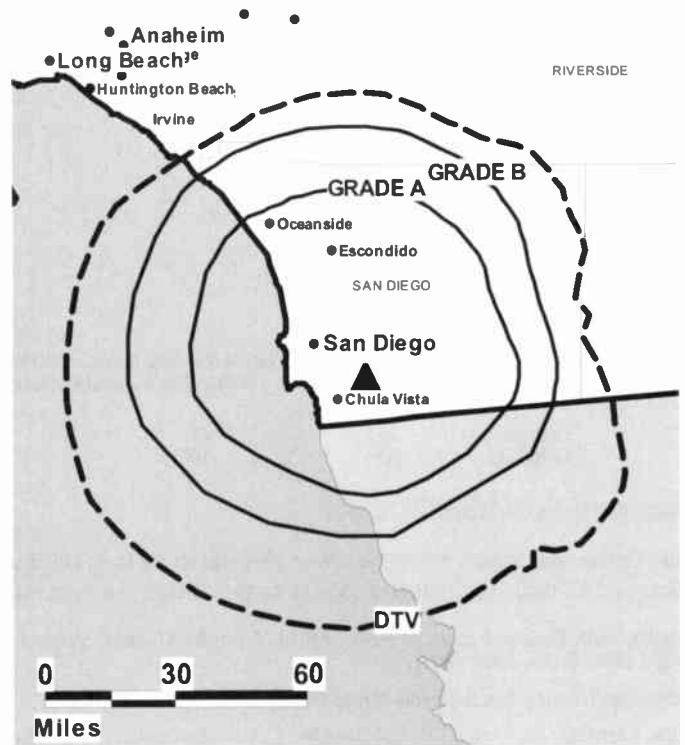 Anaheim
Long Beach ge
RIVERSIDE
Huntington Beach
Irvine
GRADE B
GRADE A
Oceanside
Escondido
SAN DIEGO
San Diego
Chula Vista
DTV
0 30 60
Miles